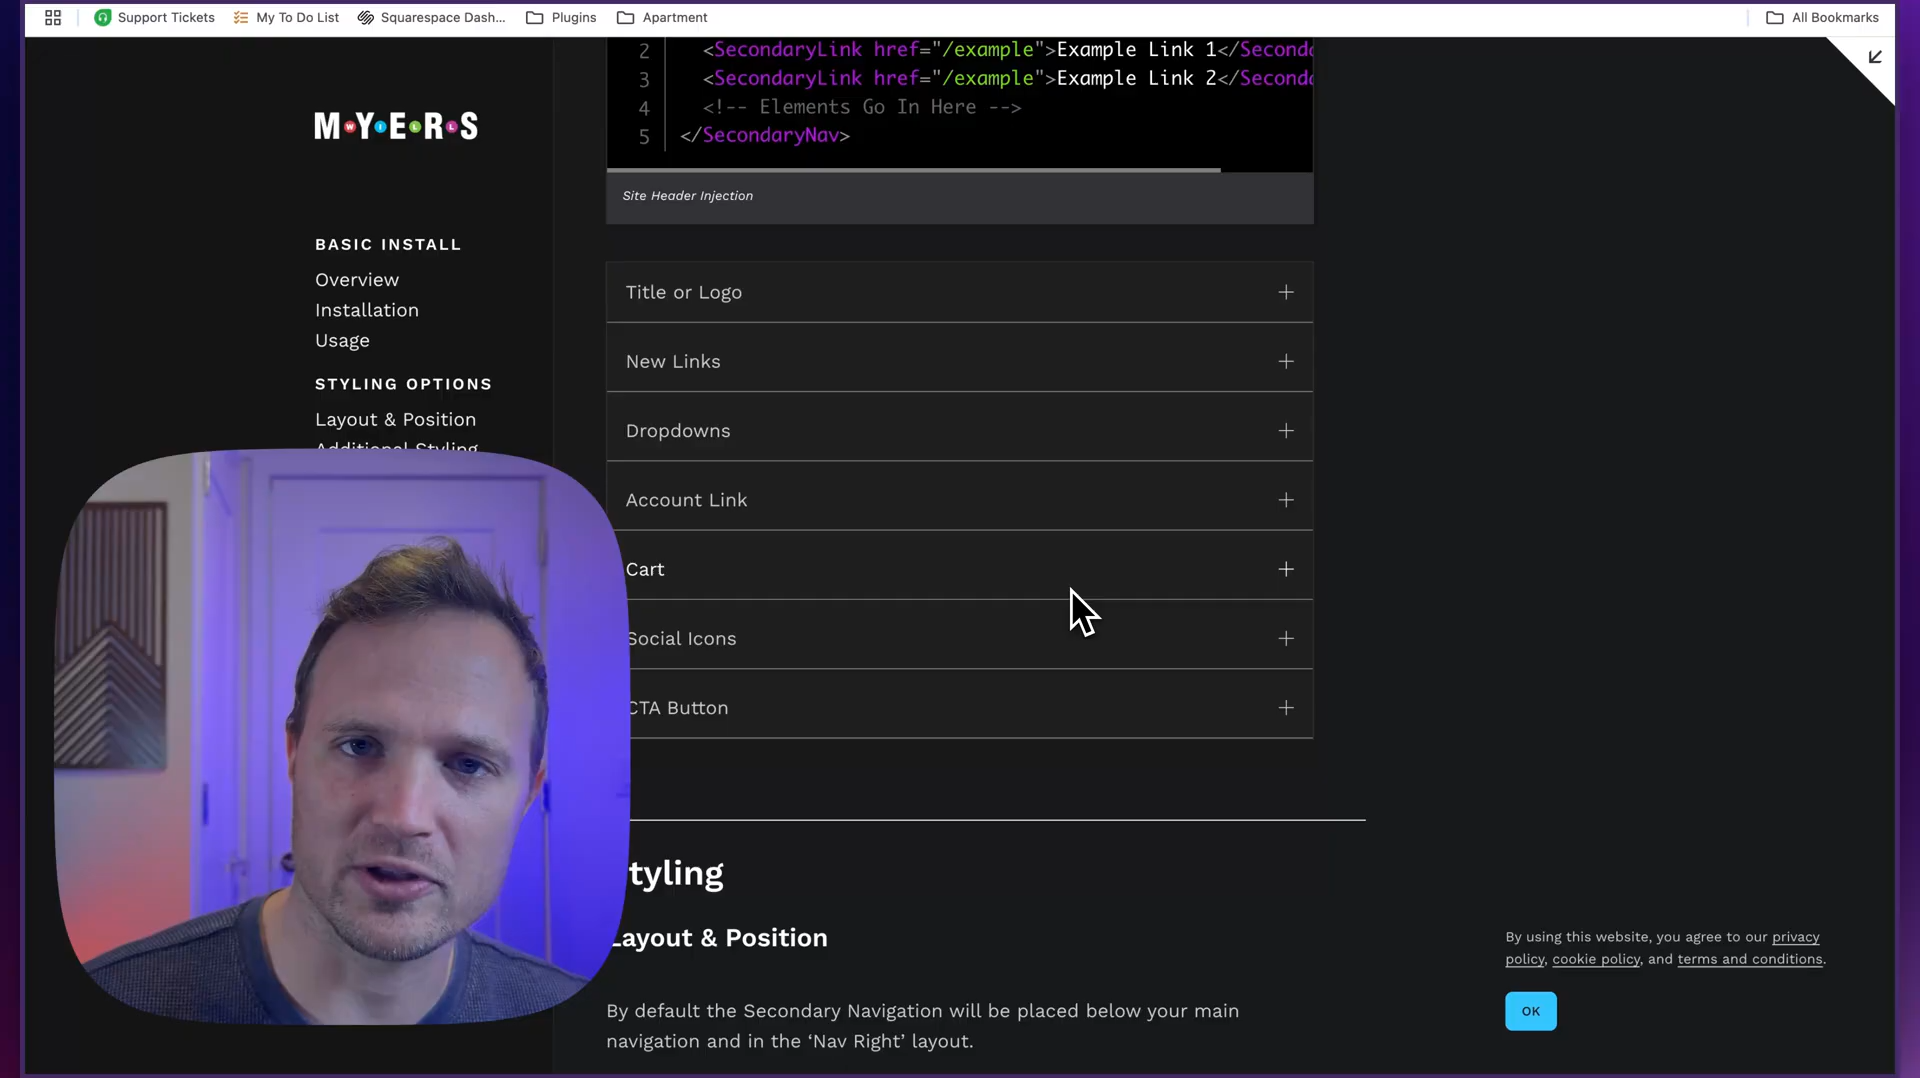 Support Tickets
My To Do List
Squarespace Dash...
Plugins
Apartment
All Bookmarks
MYERS
WILL
BASIC INSTALL
Overview
Installation
Usage
STYLING OPTIONS
Layout & Position
Additional Styling
2 <SecondaryLink href="/example">Example Link 1</Second
3 <SecondaryLink href="/example">Example Link 2</Second
4 <!-- Elements Go In Here -->
5 </SecondaryNav>
Site Header Injection
Title or Logo
New Links
Dropdowns
Account Link
Cart
Social Icons
CTA Button
tyling
Layout & Position
By default the Secondary Navigation will be placed below your main
navigation and in the ‘Nav Right’ layout.
By using this website, you agree to our privacy
policy, cookie policy, and terms and conditions.
OK